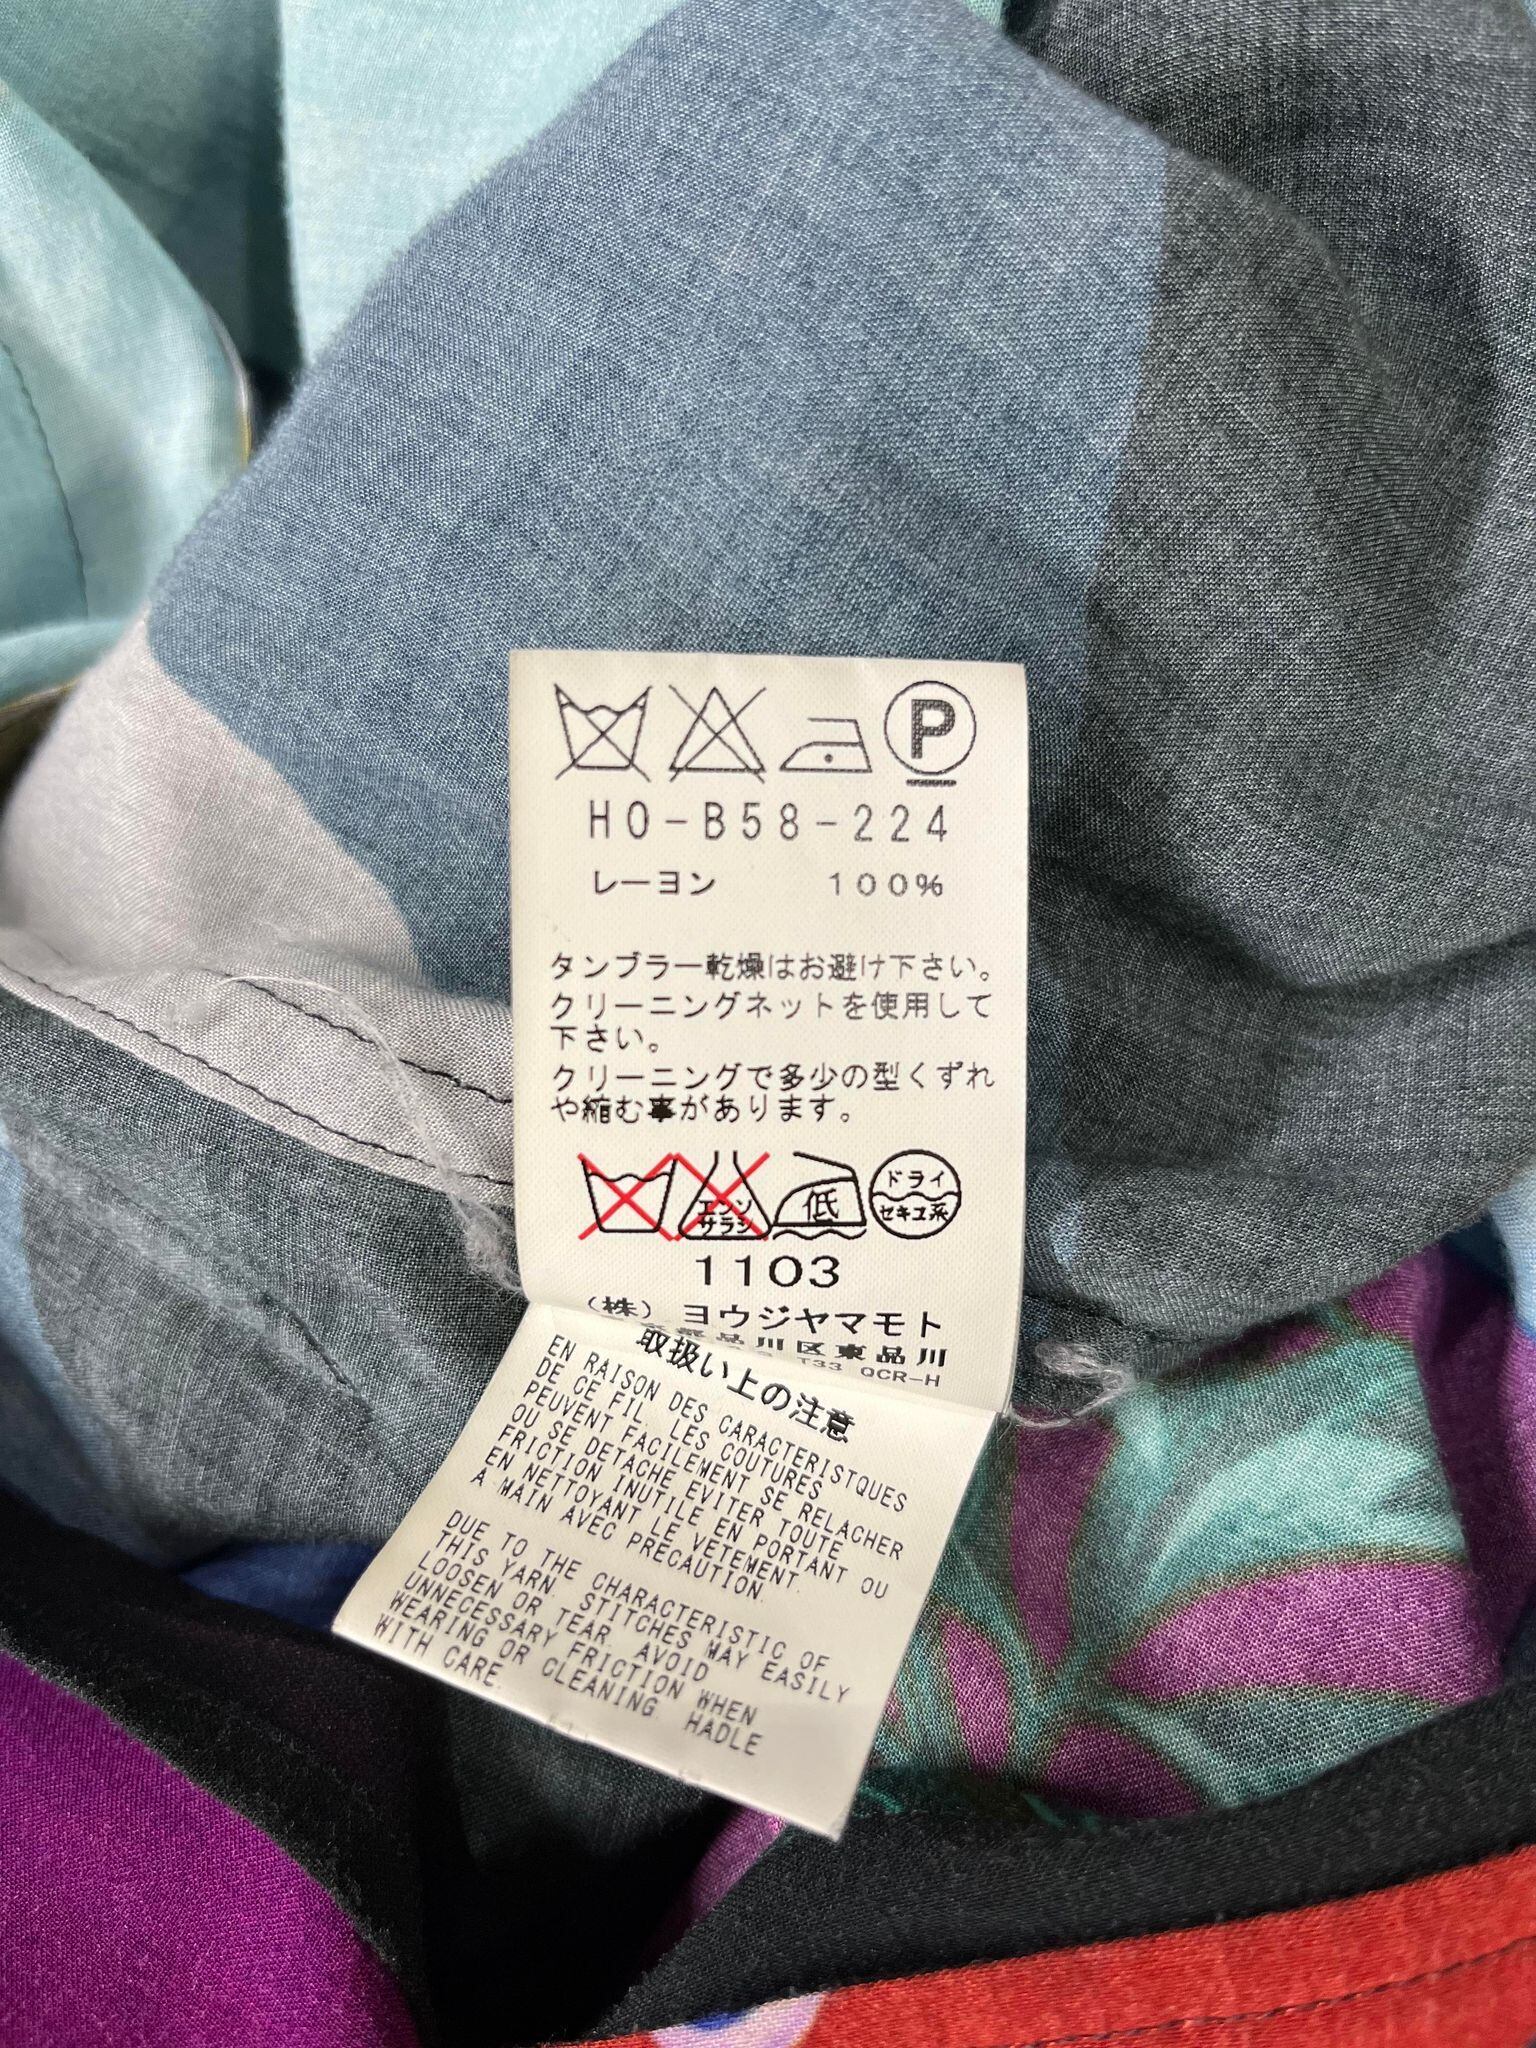 P
H0-B58-224
レーヨン 100%
タンブラー乾燥はお避け下さい。
クリーニングネットを使用して
下さい。
クリーニングで多少の型くずれ
や縮む事があります。
エンソ
サラシ
低
ドライ
セキユ系
1103
(株)ヨウジヤマモト
品川区東品川
T33 QCR-H
取扱い上の注意
EN RAISON DES CARACTERISTQUES
DE CE FIL. LES COUTURES
PEUVENT FACILEMENT SE RELACHER
OU SE DETACHE EVITER TOUTE
FRICTION INUTILE EN PORTANT OU
EN NETTOYANT LE VETEMENT.
A MAIN AVEC PRECAUTION.
DUE TO THE CHARACTERISTIC OF
THIS YARN. STITCHES MAY EASILY
LOOSEN OR TEAR. AVOID
UNNECESSARY FRICTION WHEN
WEARING OR CLEANING. HADLE
WITH CARE.